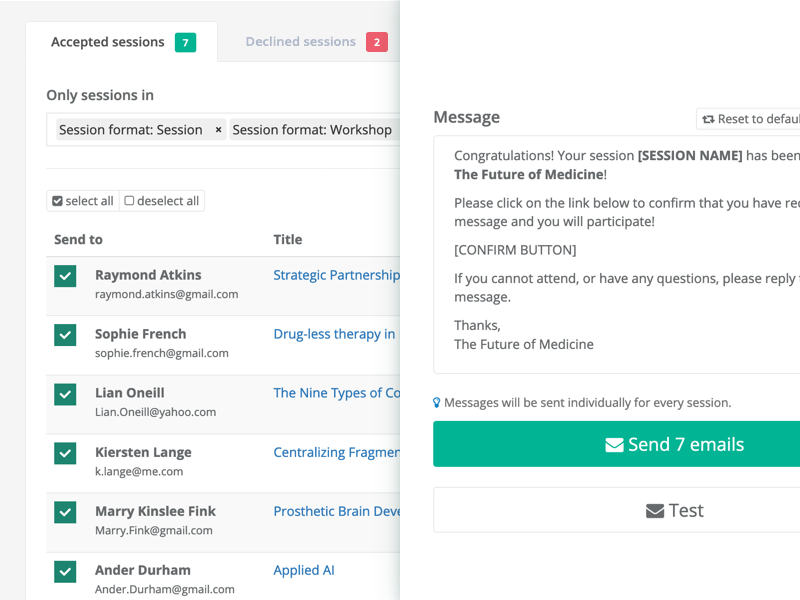 Accepted sessions 7
Declined sessions 2
Only sessions in
Session format: Session ×
Session format: Workshop
select all
deselect all
Send to Title
Raymond Atkins Strategic Partnership
raymond.atkins@gmail.com
Sophie French Drug-less therapy in
sophie.french@gmail.com
Lian Oneill The Nine Types of Co
Lian.Oneill@yahoo.com
Kiersten Lange Centralizing Fragmen
k.lange@me.com
Marry Kinslee Fink Prosthetic Brain Deve
Marry.Fink@gmail.com
Ander Durham Applied AI
Ander.Durham@gmail.com
Message
Reset to defaul
Congratulations! Your session [SESSION NAME] has been
The Future of Medicine!
Please click on the link below to confirm that you have rec
message and you will participate!
[CONFIRM BUTTON]
If you cannot attend, or have any questions, please reply
message.
Thanks,
The Future of Medicine
Messages will be sent individually for every session.
Send 7 emails
Test